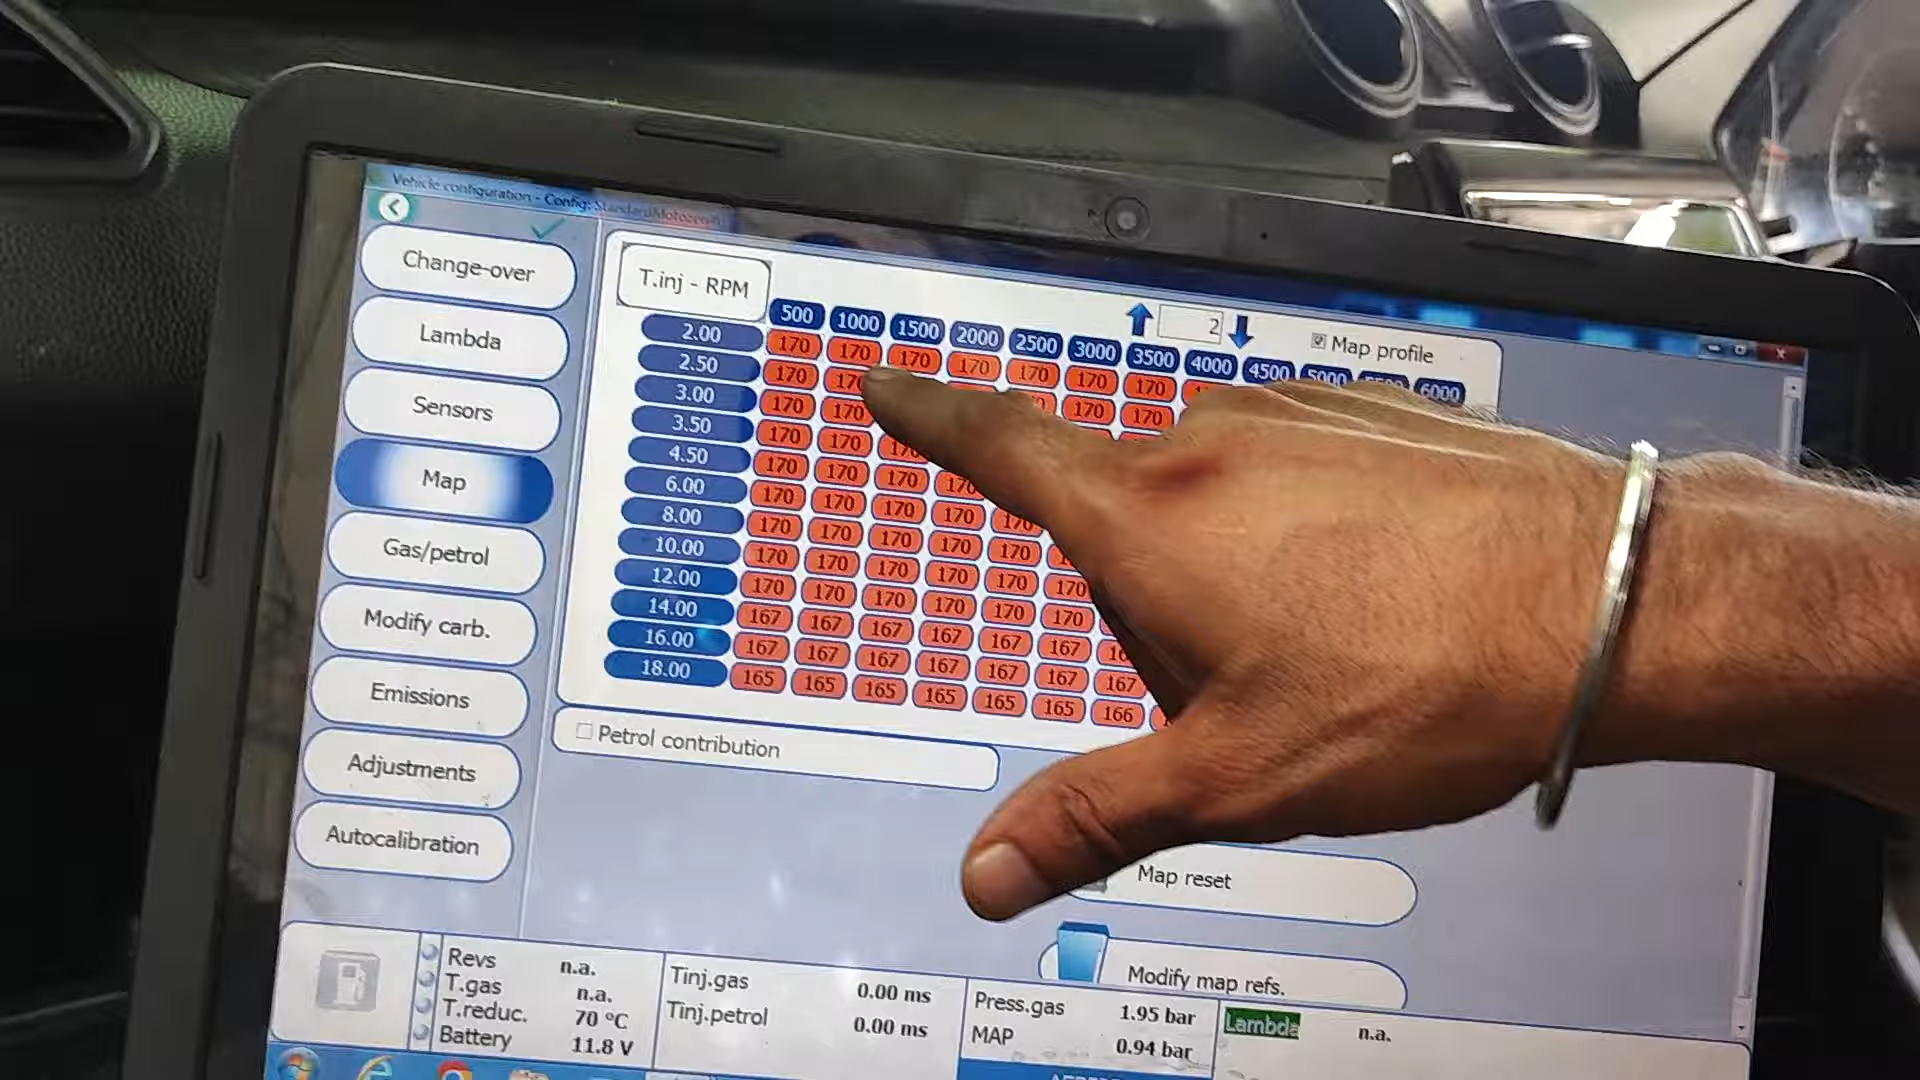 Vehicle configuration - Config: StandardMotozen-n
Change-over
Lambda
Sensors
Map
Gas/petrol
Modify carb.
Emissions
Adjustments
Autocalibration
T.inj - RPM
2
Map profile
500 1000 1500 2000 2500 3000 3500 4000 4500 5000 6000
2.00 170 170 170 170 170 170 170
2.50 170 170 170 170
3.00 170 170
3.50 170 170 170
4.50 170 170 170 170
6.00 170 170 170 170 170
8.00 170 170 170 170 170
10.00 170 170 170 170 170 170
12.00 170 170 170 170 170 170
14.00 167 167 167 167 167 167
16.00 167 167 167 167 167 167 167
18.00 165 165 165 165 165 165 166
Petrol contribution
Map reset
Modify map refs.
Revs n.a.
T.gas n.a.
T.reduc. 70 °C
Battery 11.8 V
Tinj.gas 0.00 ms
Tinj.petrol 0.00 ms
Press.gas 1.95 bar
MAP 0.94 bar
Lambda n.a.